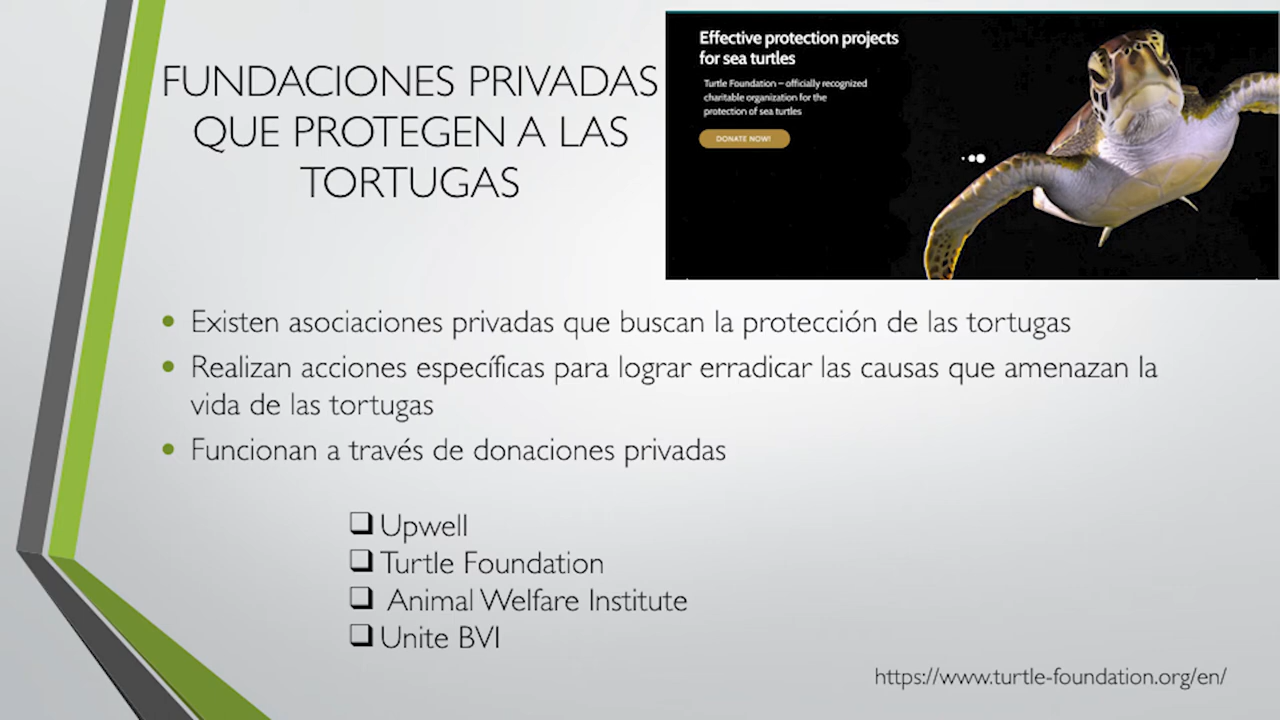 FUNDACIONES PRIVADAS
QUE PROTEGEN A LAS
TORTUGAS
Effective protection projects
for sea turtles
Turtle Foundation – officially recognized
charitable organization for the
protection of sea turtles
DONATE NOW!
Existen asociaciones privadas que buscan la protección de las tortugas
Realizan acciones específicas para lograr erradicar las causas que amenazan la
vida de las tortugas
Funcionan a través de donaciones privadas
Upwell
Turtle Foundation
Animal Welfare Institute
Unite BVI
https://www.turtle-foundation.org/en/